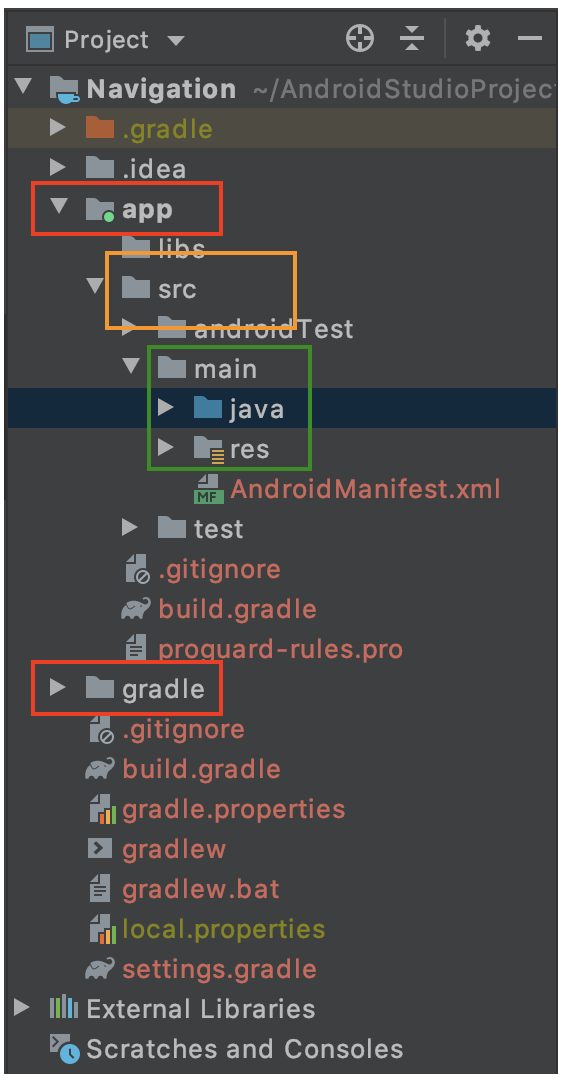 Project
Navigation ~/AndroidStudioProjec
.gradle
.idea
app
libs
src
androidTest
main
java
res
MF AndroidManifest.xml
test
.gitignore
build.gradle
proguard-rules.pro
gradle
.gitignore
build.gradle
gradle.properties
gradlew
gradlew.bat
local.properties
settings.gradle
External Libraries
Scratches and Consoles